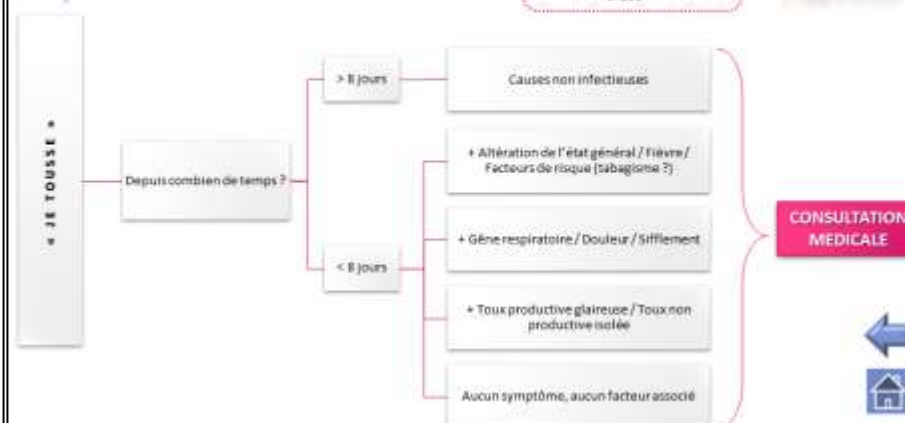 « JE TOUSSE »
Depuis combien de temps ?
> 8 jours
Causes non infectieuses
< 8 jours
+ Altération de l'état général / Fièvre /
Facteurs de risque (tabagisme ?)
+ Gêne respiratoire / Douleur / Sifflement
+ Toux productive glaireuse / Toux non
productive isolée
Aucun symptôme, aucun facteur associé
CONSULTATION
MEDICALE